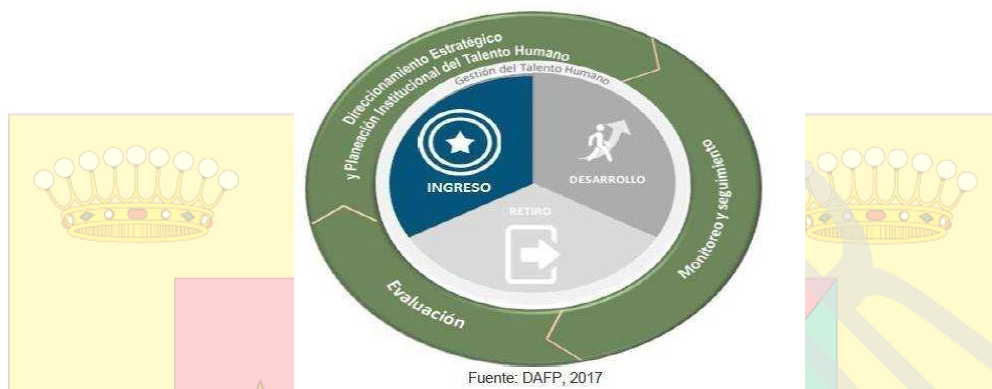 Direccionamiento Estratégico
y Planeación Institucional del Talento Humano
Gestión del Talento Humano
INGRESO
DESARROLLO
RETIRO
Monitoreo y seguimiento
Evaluación
Fuente: DAFP, 2017